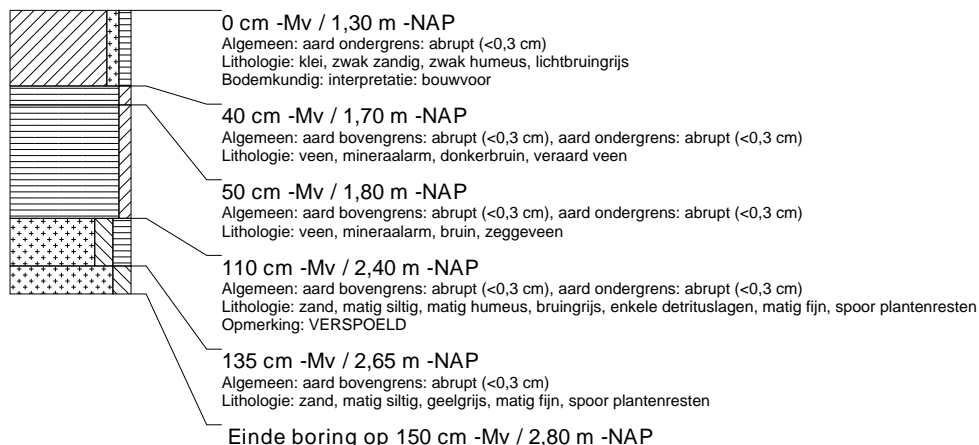 0 cm -Mv / 1,30 m -NAP
Algemeen: aard ondergrens: abrupt (<0,3 cm)
Lithologie: klei, zwak zandig, zwak humeus, lichtbruingrijs
Bodemkundig: interpretatie: bouwvoor
40 cm -Mv / 1,70 m -NAP
Algemeen: aard bovengrens: abrupt (<0,3 cm), aard ondergrens: abrupt (<0,3 cm)
Lithologie: veen, mineraalarm, donkerbruin, veraard veen
50 cm -Mv / 1,80 m -NAP
Algemeen: aard bovengrens: abrupt (<0,3 cm), aard ondergrens: abrupt (<0,3 cm)
Lithologie: veen, mineraalarm, bruin, zeggeveen
110 cm -Mv / 2,40 m -NAP
Algemeen: aard bovengrens: abrupt (<0,3 cm), aard ondergrens: abrupt (<0,3 cm)
Lithologie: zand, matig siltig, matig humeus, bruingrijs, enkele detrituslagen, matig fijn, spoor plantenresten
Opmerking: VERSPOELD
135 cm -Mv / 2,65 m -NAP
Algemeen: aard bovengrens: abrupt (<0,3 cm)
Lithologie: zand, matig siltig, geelgrijs, matig fijn, spoor plantenresten
Einde boring op 150 cm -Mv / 2,80 m -NAP